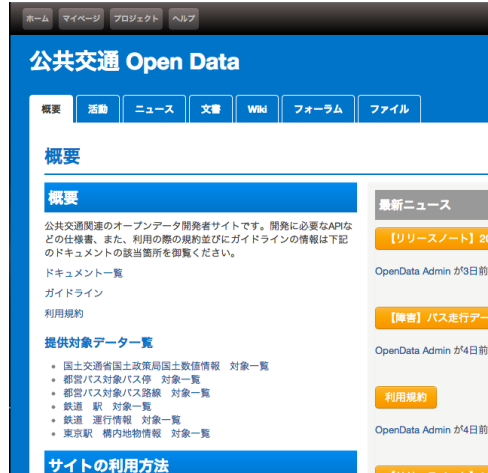 ホーム マイページ プロジェクト ヘルプ
公共交通 Open Data
概要 活動 ニュース 文書 Wiki フォーラム ファイル
概要
概要
公共交通関連のオープンデータ開発者サイトです。開発に必要なAPIな
どの仕様書、また、利用の際の規約並びにガイドラインの情報は下記
のドキュメントの該当箇所を御覧ください。
ドキュメント一覧
ガイドライン
利用規約
提供対象データ一覧
国土交通省国土政策局国土数値情報 対象一覧
都営バス対象バス停 対象一覧
都営バス対象バス路線 対象一覧
鉄道 駅 対象一覧
鉄道 運行情報 対象一覧
東京駅 構内地物情報 対象一覧
サイトの利用方法
最新ニュース
【リリースノート】20
OpenData Admin が3日前
【障害】バス走行デー
OpenData Admin が4日前
利用規約
OpenData Admin が4日前